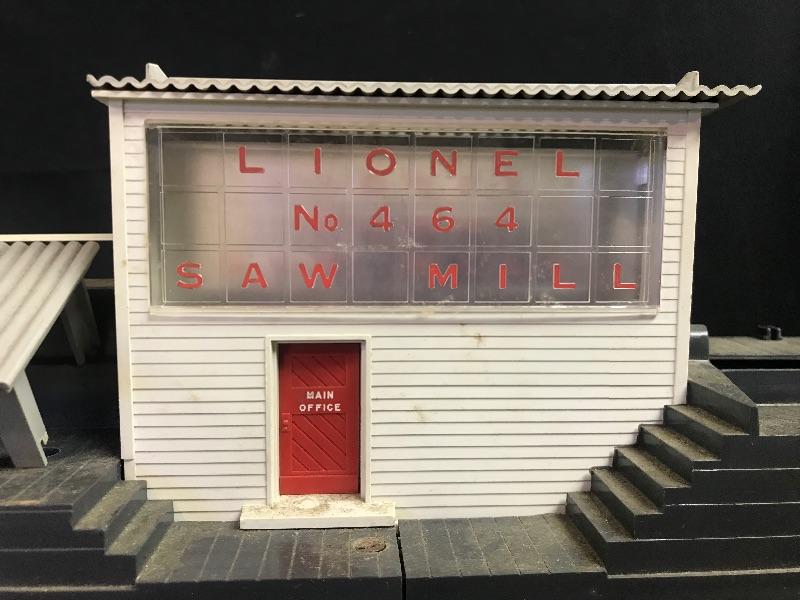 LIONEL
No. 464
SAW MILL
MAIN
OFFICE